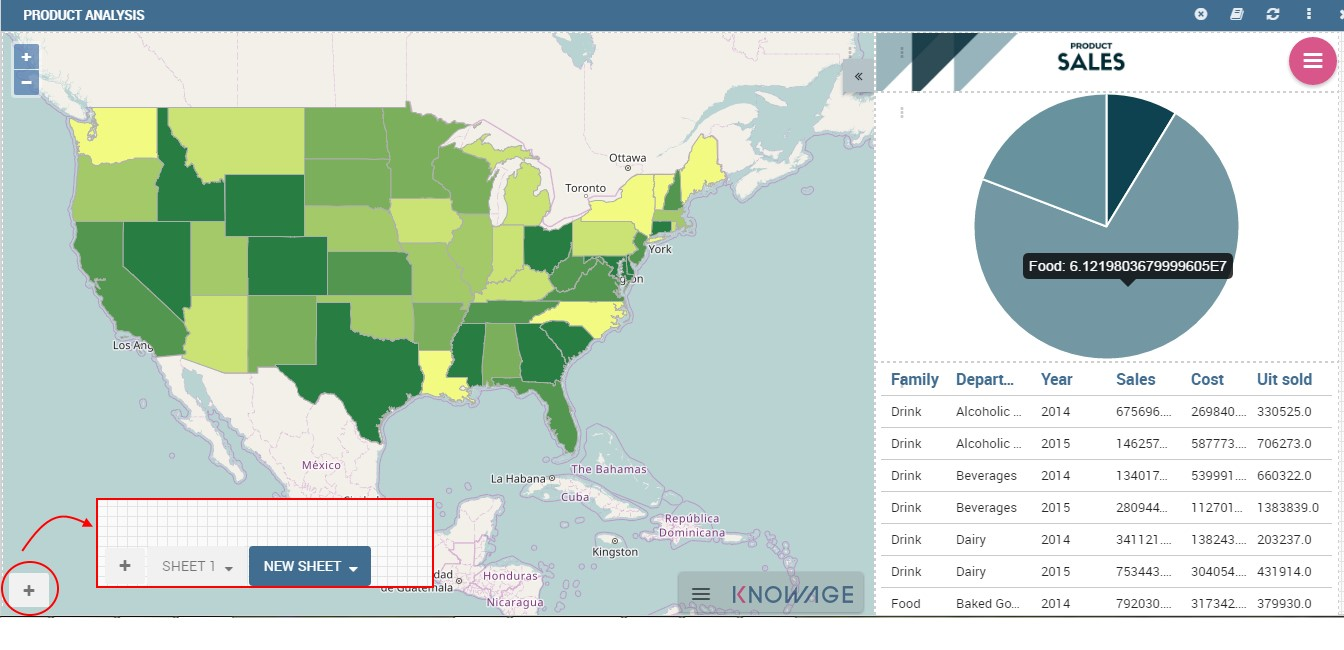 PRODUCT ANALYSIS
PRODUCT
SALES
+
−
«
Ottawa
Toronto
York
Los Ang
México
La Habana
The Bahamas
Cuba
República
Dominicana
Kingston
de Guatemala
Honduras
Nicaragua
+ SHEET 1 NEW SHEET
+
KNOWAGE
Food: 6.1219803679999605E7
Family Depart... Year Sales Cost Uit sold
Drink Alcoholic ... 2014 675696.... 269840.... 330525.0
Drink Alcoholic ... 2015 146257... 587773.... 706273.0
Drink Beverages 2014 134017... 539991.... 660322.0
Drink Beverages 2015 280944... 112701... 1383839.0
Drink Dairy 2014 341121.... 138243.... 203237.0
Drink Dairy 2015 753443.... 304054.... 431914.0
Food Baked Go... 2014 792030.... 317342.... 379930.0